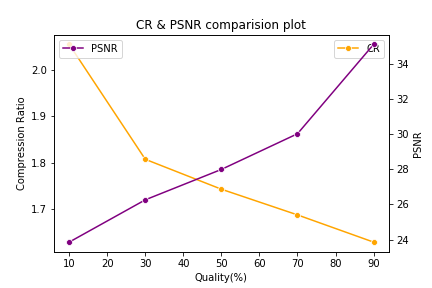 CR & PSNR comparision plot
PSNR
CR
2.0
1.9
1.8
1.7
Compression Ratio
34
32
30
28
26
24
PSNR
10 20 30 40 50 60 70 80 90
Quality(%)